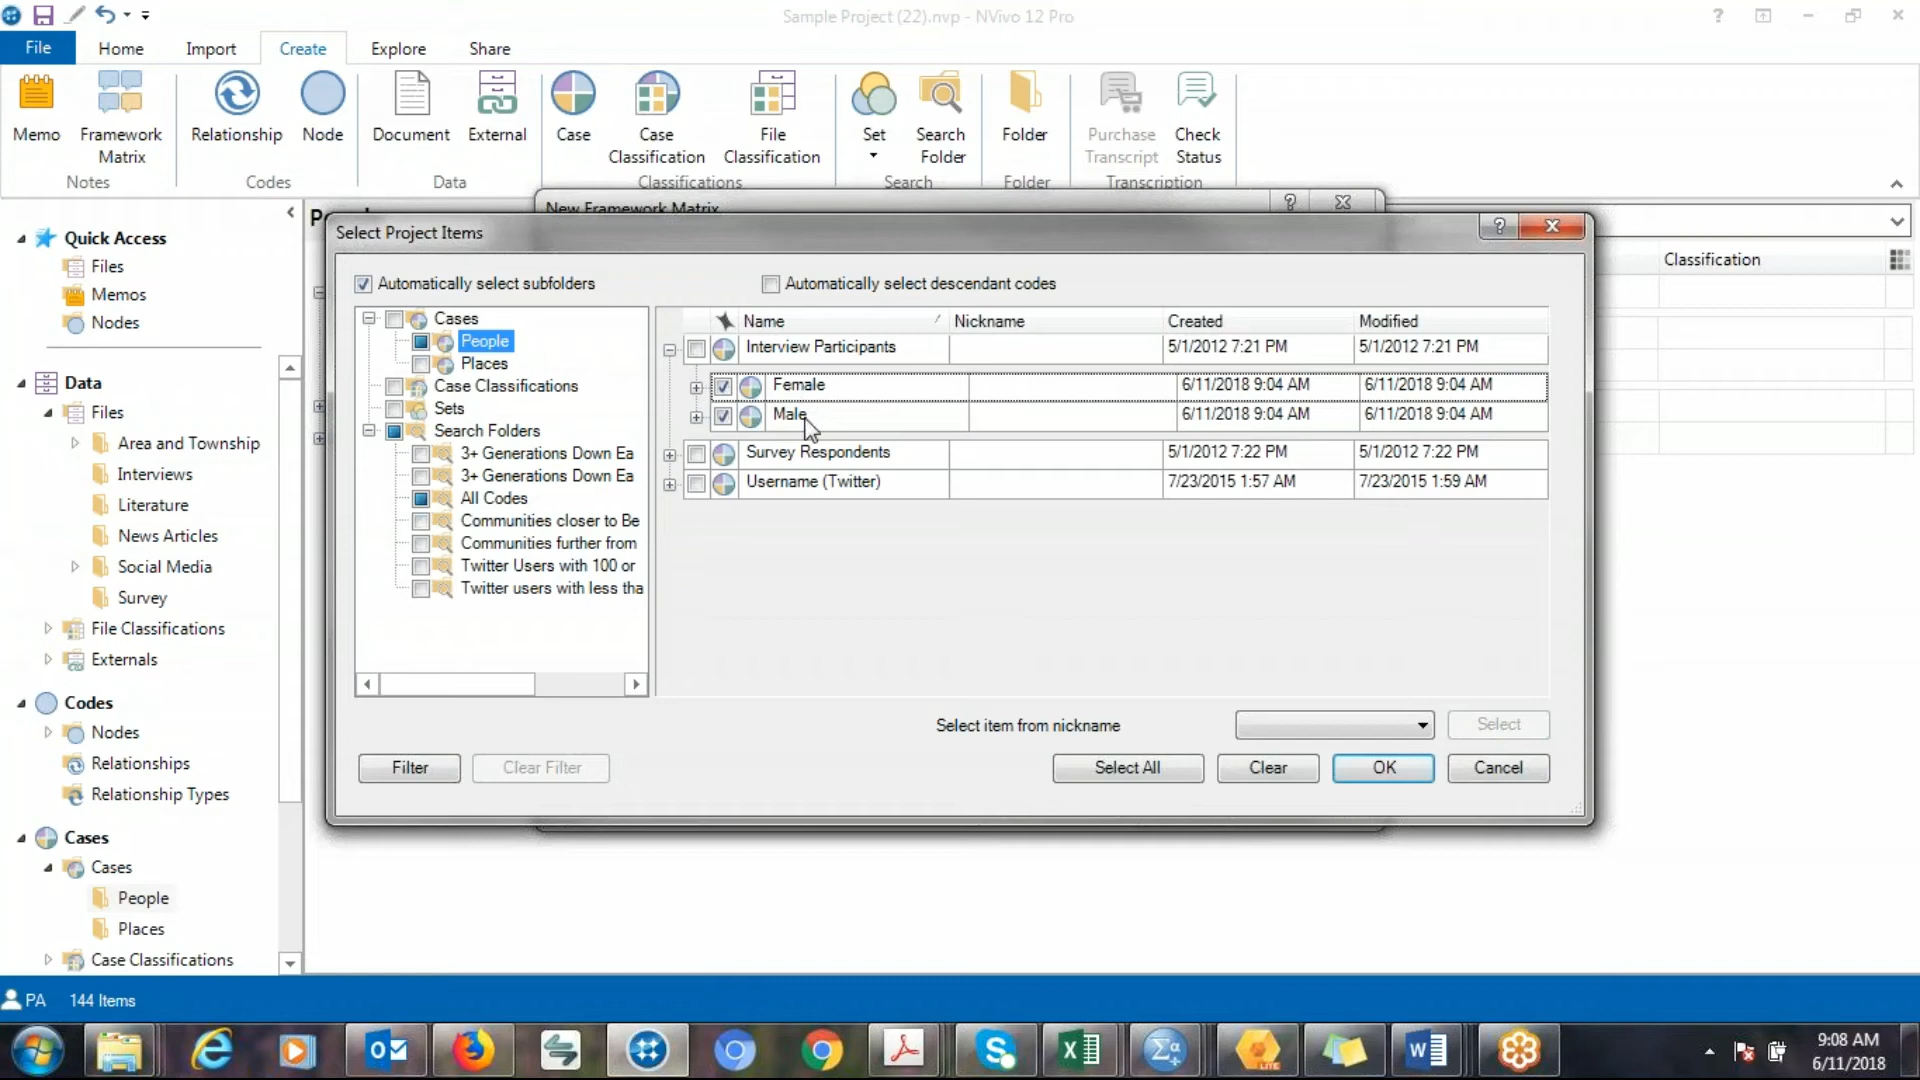 Sample Project (22).nvp - NVivo 12 Pro
File Home Import Create Explore Share
Memo Framework Matrix Relationship Node Document External Case Case Classification File Classification Set Search Folder Folder Purchase Transcript Check Status
Notes Codes Data Classifications Search Folder Transcription
New Framework Matrix
Select Project Items
Automatically select subfolders Automatically select descendant codes
Cases
People
Places
Case Classifications
Sets
Search Folders
3+ Generations Down Ea
3+ Generations Down Ea
All Codes
Communities closer to Be
Communities further from
Twitter Users with 100 or
Twitter users with less tha
Name Nickname Created Modified
Interview Participants 5/1/2012 7:21 PM 5/1/2012 7:21 PM
Female 6/11/2018 9:04 AM 6/11/2018 9:04 AM
Male 6/11/2018 9:04 AM 6/11/2018 9:04 AM
Survey Respondents 5/1/2012 7:22 PM 5/1/2012 7:22 PM
Username (Twitter) 7/23/2015 1:57 AM 7/23/2015 1:59 AM
Select item from nickname Select
Filter Clear Filter Select All Clear OK Cancel
Classification
Quick Access
Files
Memos
Nodes
Data
Files
Area and Township
Interviews
Literature
News Articles
Social Media
Survey
File Classifications
Externals
Codes
Nodes
Relationships
Relationship Types
Cases
Cases
People
Places
Case Classifications
PA 144 Items
9:08 AM
6/11/2018